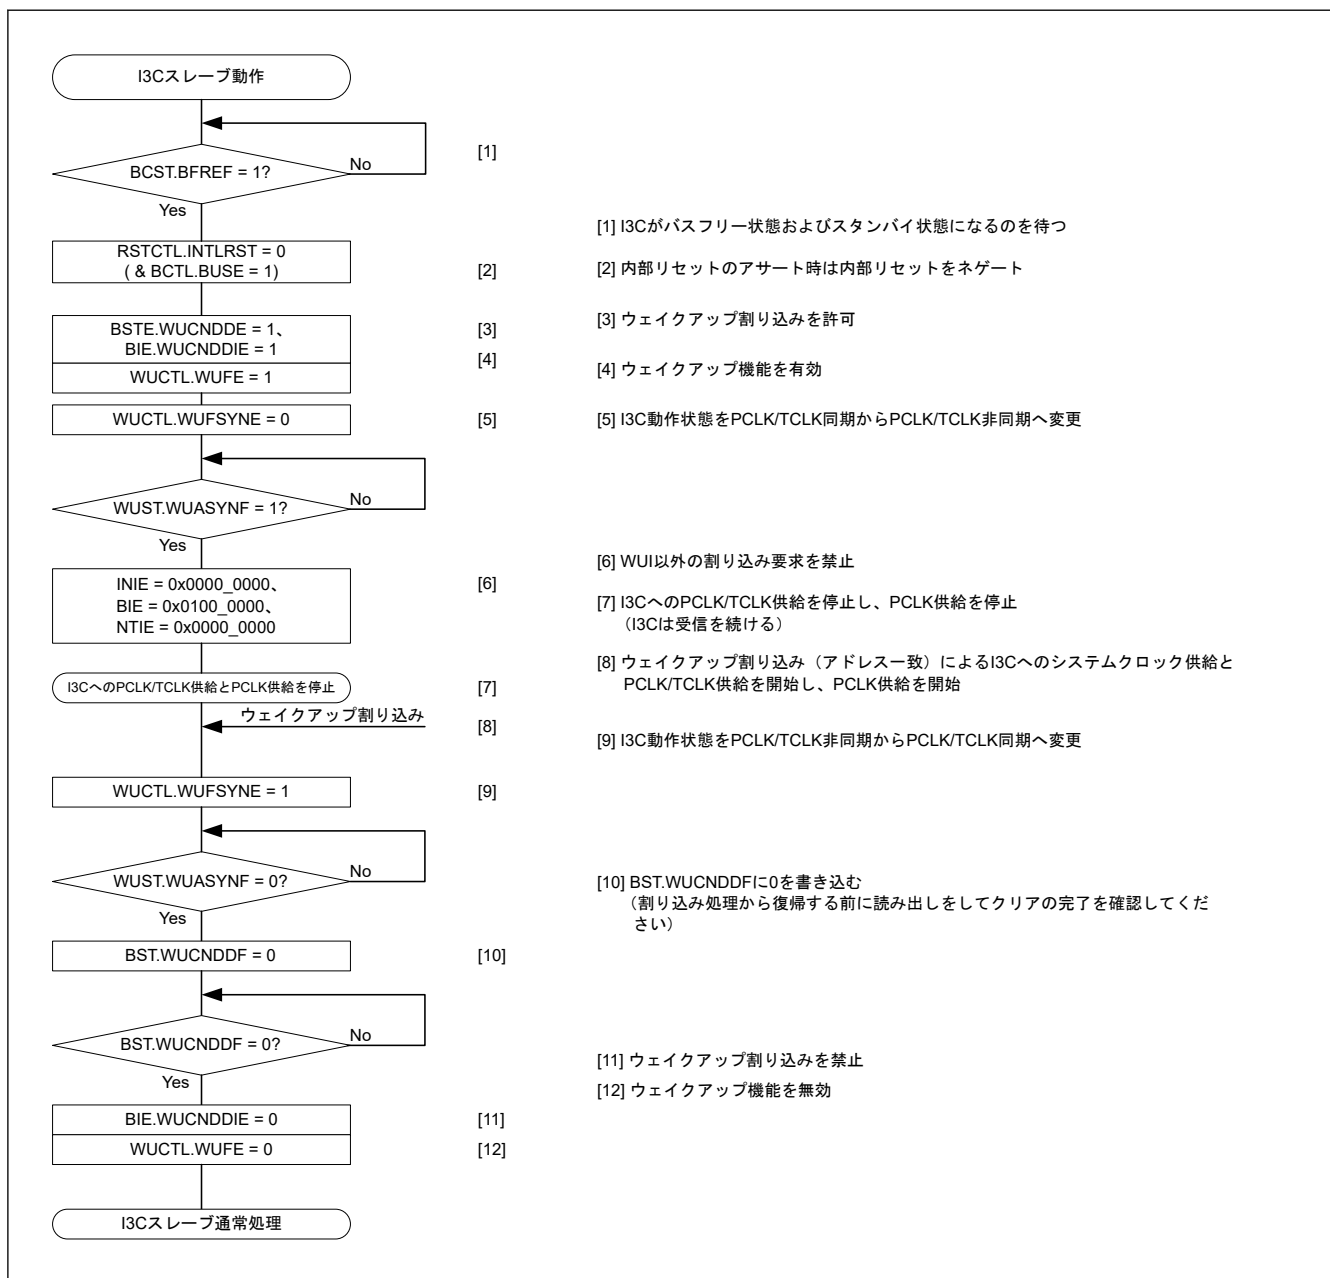 I3Cスレーブ動作
BCST.BFREF = 1?
No
[1]
Yes
[1] I3Cがバスフリー状態およびスタンバイ状態になるのを待つ
RSTCTL.INTLRST = 0
( & BCTL.BUSE = 1)
[2]
[2] 内部リセットのアサート時は内部リセットをネゲート
BSTE.WUCNDDE = 1、
BIE.WUCNDDIE = 1
[3]
[3] ウェイクアップ割り込みを許可
WUCTL.WUFE = 1
[4]
[4] ウェイクアップ機能を有効
WUCTL.WUFSYNE = 0
[5]
[5] I3C動作状態をPCLK/TCLK同期からPCLK/TCLK非同期へ変更
WUST.WUASYNF = 1?
No
Yes
[6] WUI以外の割り込み要求を禁止
INIE = 0x0000_0000、
BIE = 0x0100_0000、
NTIE = 0x0000_0000
[6]
[7] I3CへのPCLK/TCLK供給を停止し、PCLK供給を停止
（I3Cは受信を続ける）
[8] ウェイクアップ割り込み（アドレス一致）によるI3Cへのシステムクロック供給と
PCLK/TCLK供給を開始し、PCLK供給を開始
I3CへのPCLK/TCLK供給とPCLK供給を停止
[7]
ウェイクアップ割り込み
[8]
[9] I3C動作状態をPCLK/TCLK非同期からPCLK/TCLK同期へ変更
WUCTL.WUFSYNE = 1
[9]
WUST.WUASYNF = 0?
No
Yes
[10] BST.WUCNDDFに0を書き込む
（割り込み処理から復帰する前に読み出しをしてクリアの完了を確認してくだ
さい）
BST.WUCNDDF = 0
[10]
BST.WUCNDDF = 0?
No
Yes
[11] ウェイクアップ割り込みを禁止
[12] ウェイクアップ機能を無効
BIE.WUCNDDIE = 0
[11]
WUCTL.WUFE = 0
[12]
I3Cスレーブ通常処理